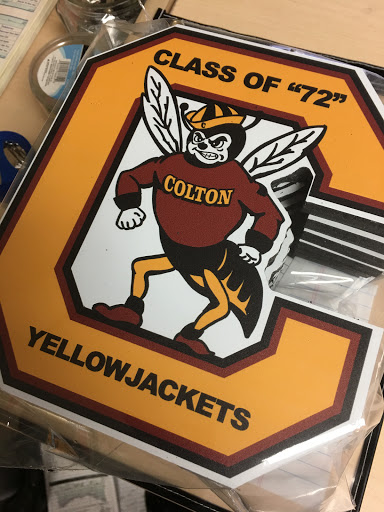 CLASS OF "72"
COLTON
YELLOWJACKETS